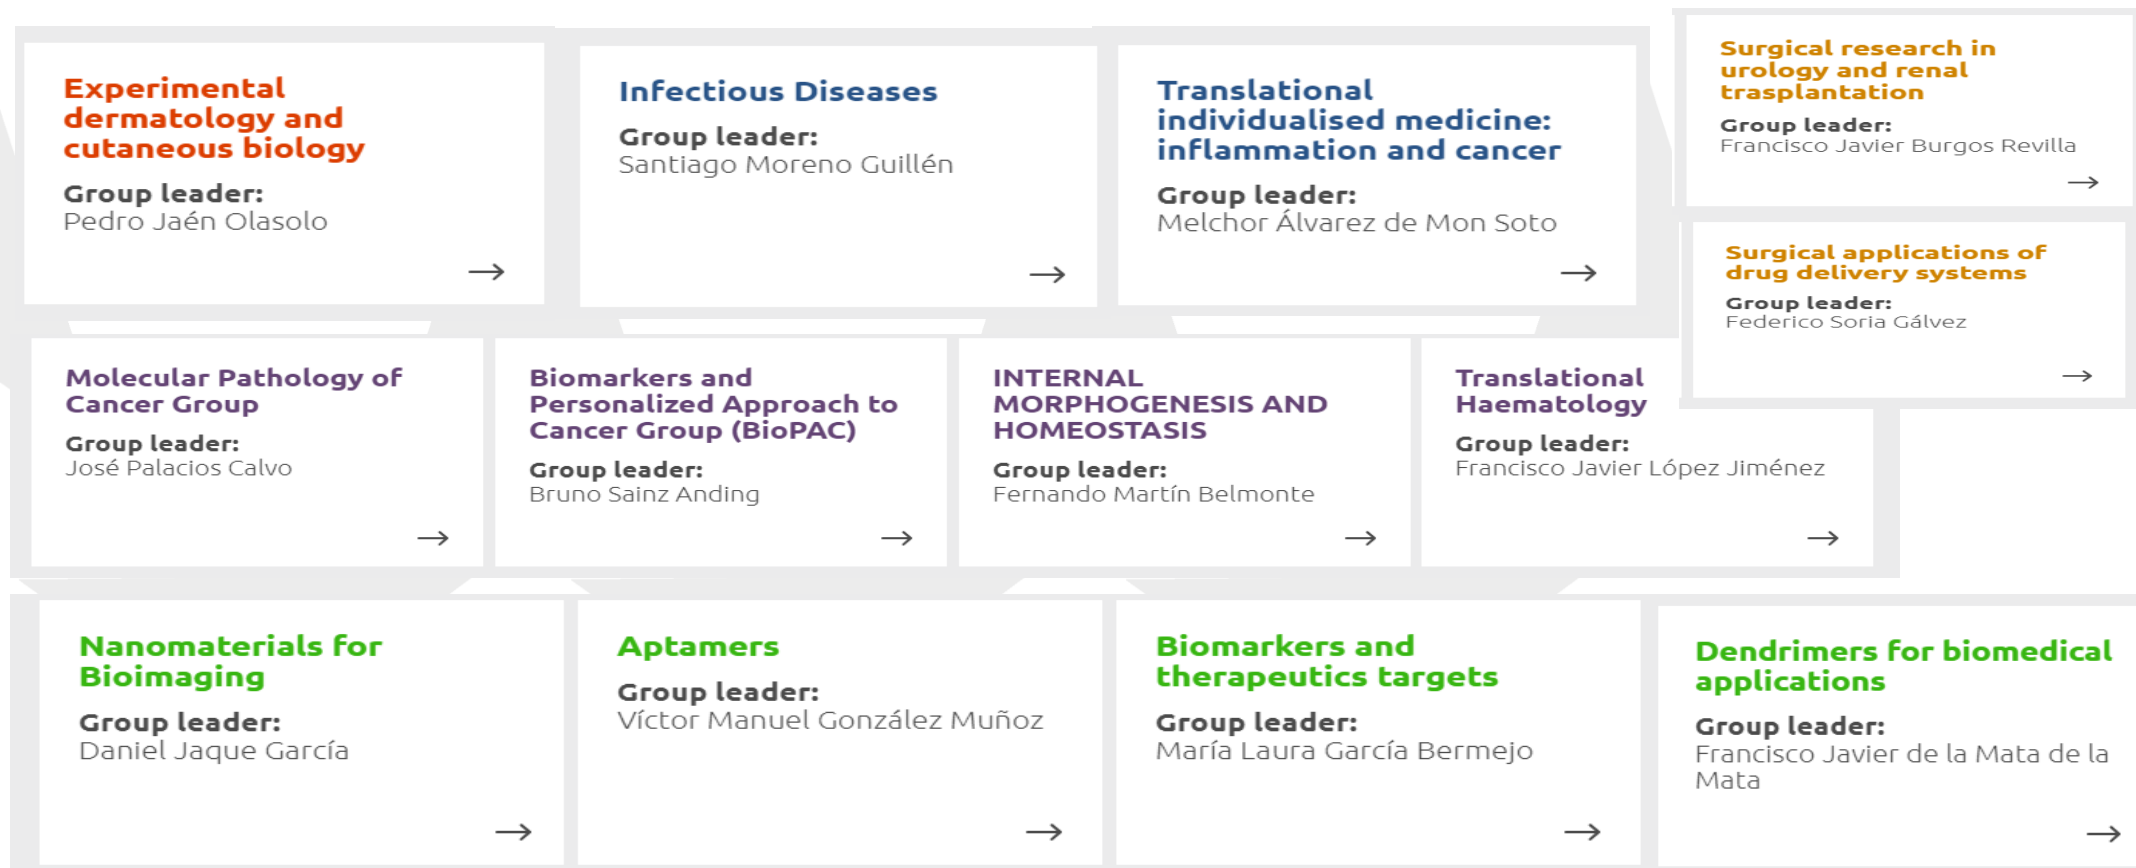 Experimental
dermatology and
cutaneous biology
Group leader:
Pedro Jaén Olasolo
→
Infectious Diseases
Group leader:
Santiago Moreno Guillén
→
Translational
individualised medicine:
inflammation and cancer
Group leader:
Melchor Álvarez de Mon Soto
→
Surgical research in
urology and renal
trasplantation
Group leader:
Francisco Javier Burgos Revilla
→
Surgical applications of
drug delivery systems
Group leader:
Federico Soria Gálvez
→
Molecular Pathology of
Cancer Group
Group leader:
José Palacios Calvo
→
Biomarkers and
Personalized Approach to
Cancer Group (BioPAC)
Group leader:
Bruno Sainz Anding
→
INTERNAL
MORPHOGENESIS AND
HOMEOSTASIS
Group leader:
Fernando Martín Belmonte
→
Translational
Haematology
Group leader:
Francisco Javier López Jiménez
→
Nanomaterials for
Bioimaging
Group leader:
Daniel Jaque García
→
Aptamers
Group leader:
Víctor Manuel González Muñoz
→
Biomarkers and
therapeutics targets
Group leader:
María Laura García Bermejo
→
Dendrimers for biomedical
applications
Group leader:
Francisco Javier de la Mata de la
Mata
→